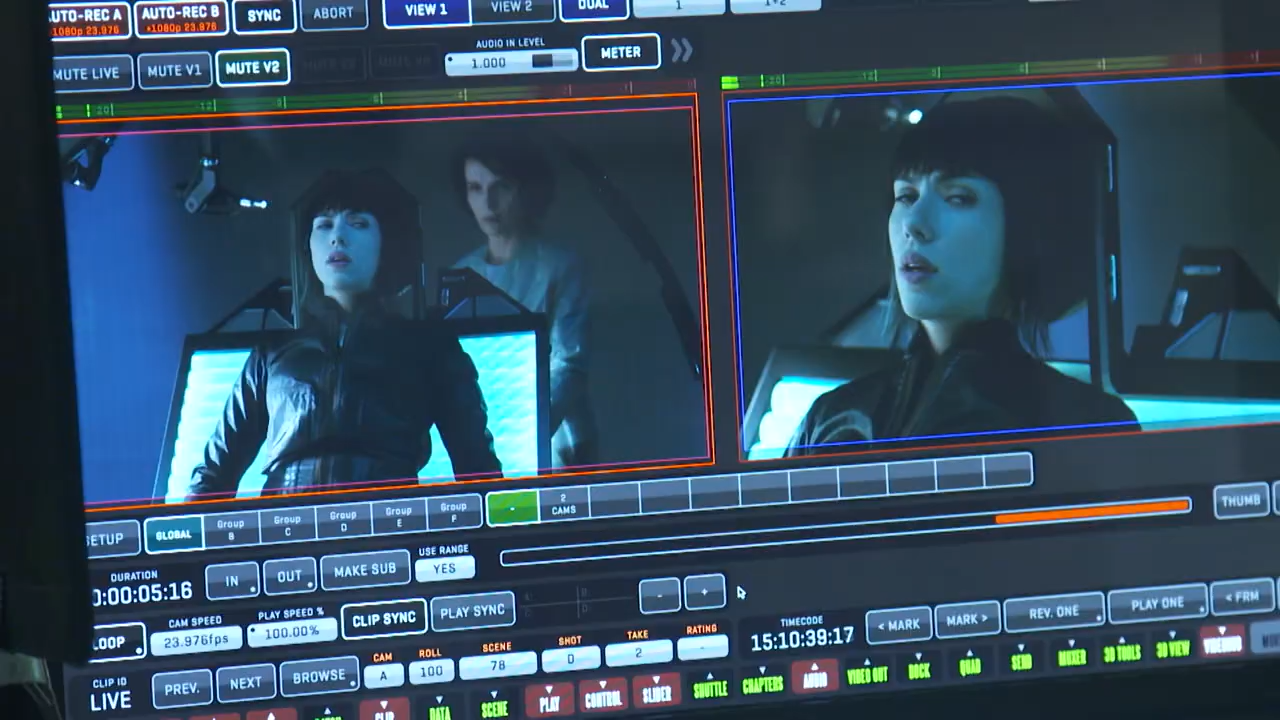 AUTO-REC A
1080P 23.976
AUTO-REC B
1080P 23.976
SYNC
ABORT
VIEW 1
VIEW 2
DUAL
1
1+2
MUTE LIVE
MUTE V1
MUTE V2
AUDIO IN LEVEL
1.000
METER
SETUP
GLOBAL
Group B
Group C
Group D
Group E
Group F
-
2 CAMS
THUMB
DURATION
0:00:05:16
IN
OUT
MAKE SUB
USE RANGE
YES
LOOP
CAM SPEED
23.976fps
PLAY SPEED %
100.00%
CLIP SYNC
PLAY SYNC
-
+
TIMECODE
15:10:39:17
< MARK
MARK >
REV. ONE
PLAY ONE
< FRM
CLIP ID
LIVE
PREV.
NEXT
BROWSE
CAM
A
ROLL
100
SCENE
78
SHOT
D
TAKE
2
RATING
-
CLIP
DATA
SCENE
PLAY
CONTROL
SLIDER
SHUTTLE
CHAPTERS
AUDIO
VIDEO OUT
DOCK
QUAD
SEND
MIXER
3D TOOLS
3D VIEW